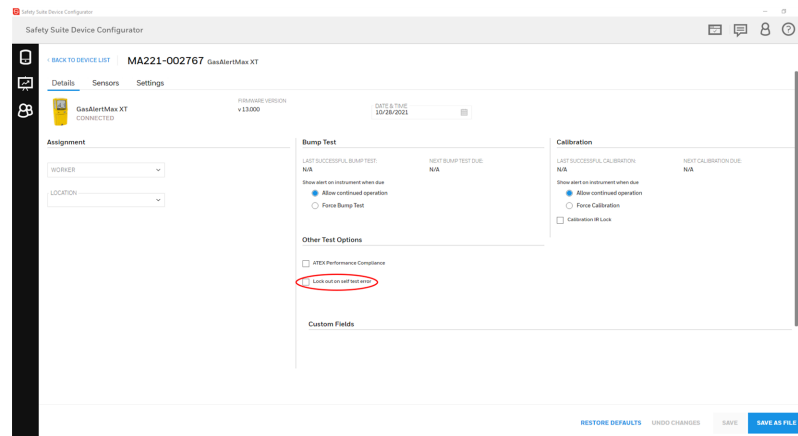 Safety Suite Device Configurator
Safety Suite Device Configurator
< BACK TO DEVICE LIST
MA221-002767 GasAlertMax XT
Details Sensors Settings
GasAlertMax XT
CONNECTED
FIRMWARE VERSION
v 13.000
DATE & TIME
10/28/2021
Assignment
WORKER
LOCATION
Bump Test
LAST SUCCESSFUL BUMP TEST:
N/A
NEXT BUMP TEST DUE:
N/A
Show alert on instrument when due
Allow continued operation
Force Bump Test
Other Test Options
ATEX Performance Compliance
Lock out on self test error
Custom Fields
Calibration
LAST SUCCESSFUL CALIBRATION:
N/A
NEXT CALIBRATION DUE:
N/A
Show alert on instrument when due
Allow continued operation
Force Calibration
Calibration IR Lock
RESTORE DEFAULTS UNDO CHANGES SAVE SAVE AS FILE